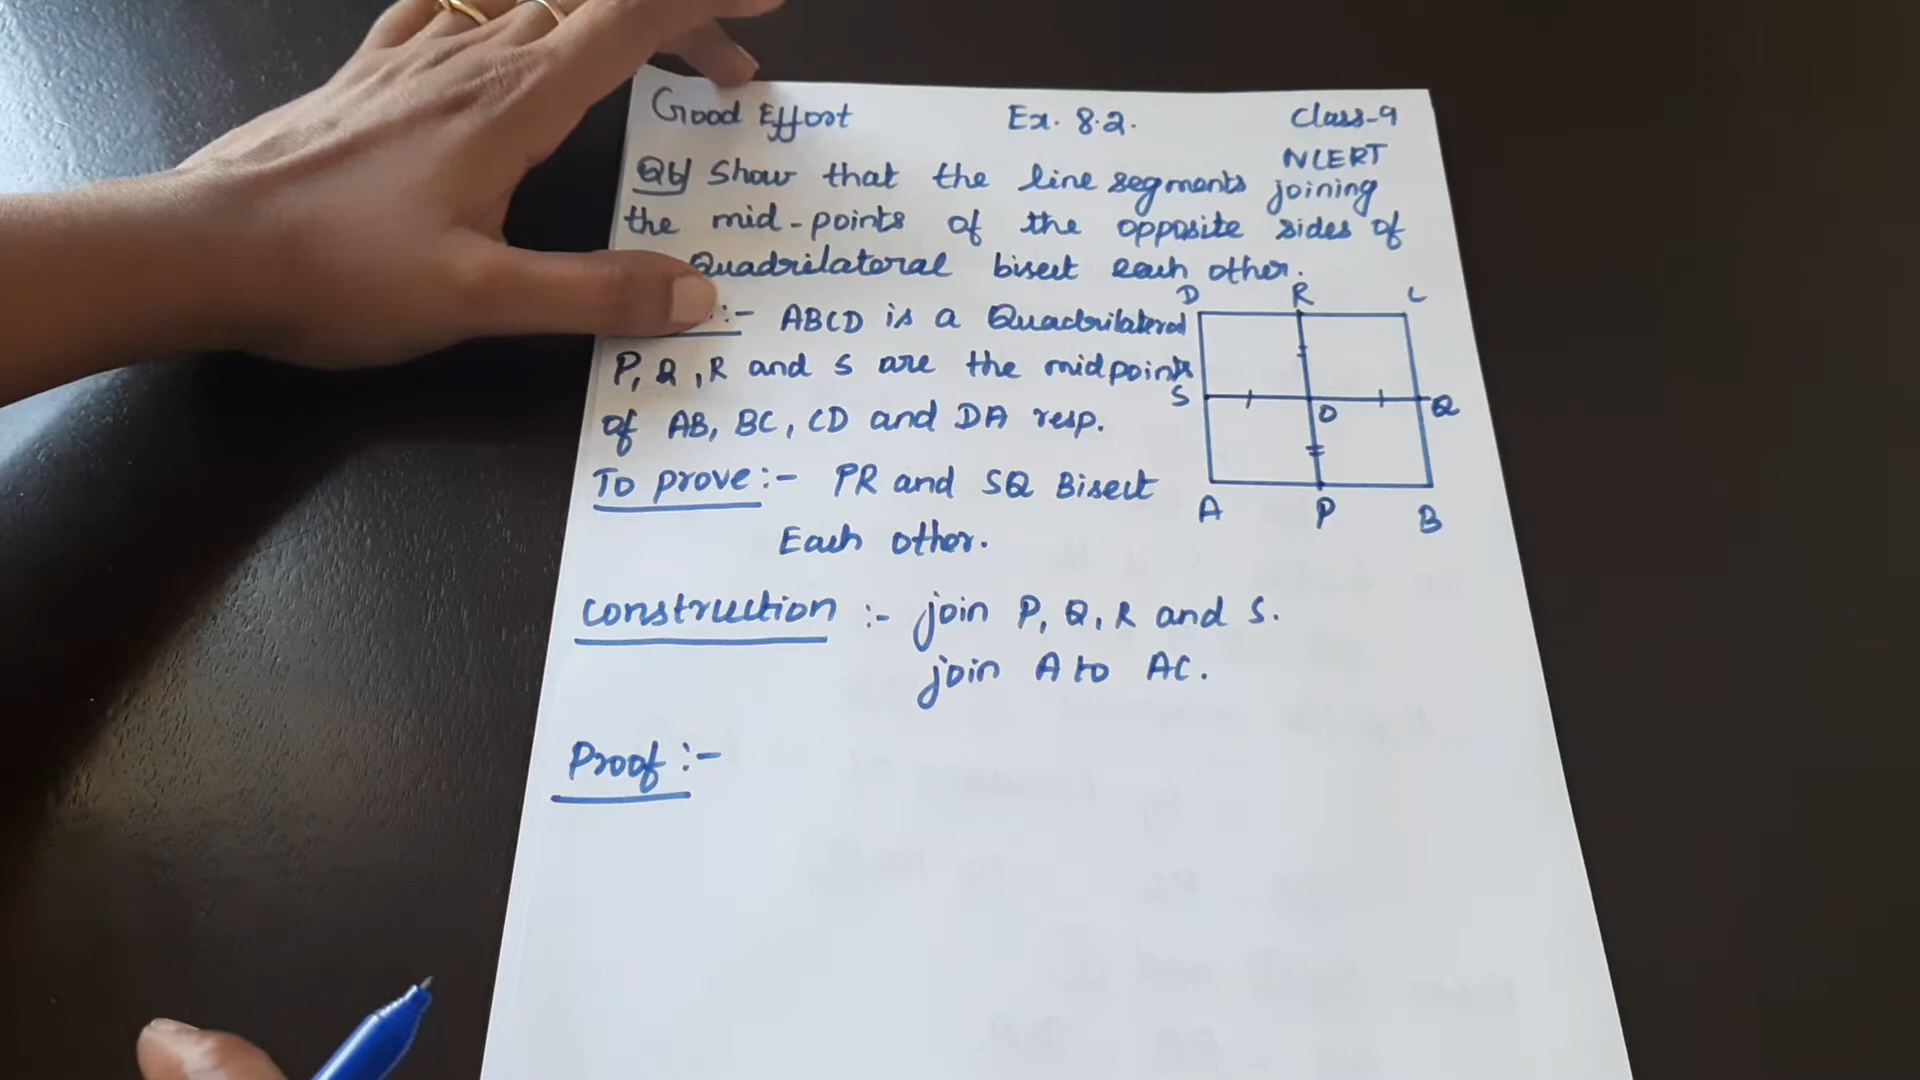 Good Effort Ex. 8.2. Class-9
NCERT
Q6/ Show that the line segments joining
the mid-points of the opposite sides of
Quadrilateral bisect each other.
:- ABCD is a Quadrilateral
P, Q, R and S are the midpoints
of AB, BC, CD and DA resp.
To prove:- PR and SQ Bisect
Each other.
D R C
S O Q
A P B
construction :- join P, Q, R and S.
join A to AC.
Proof:-